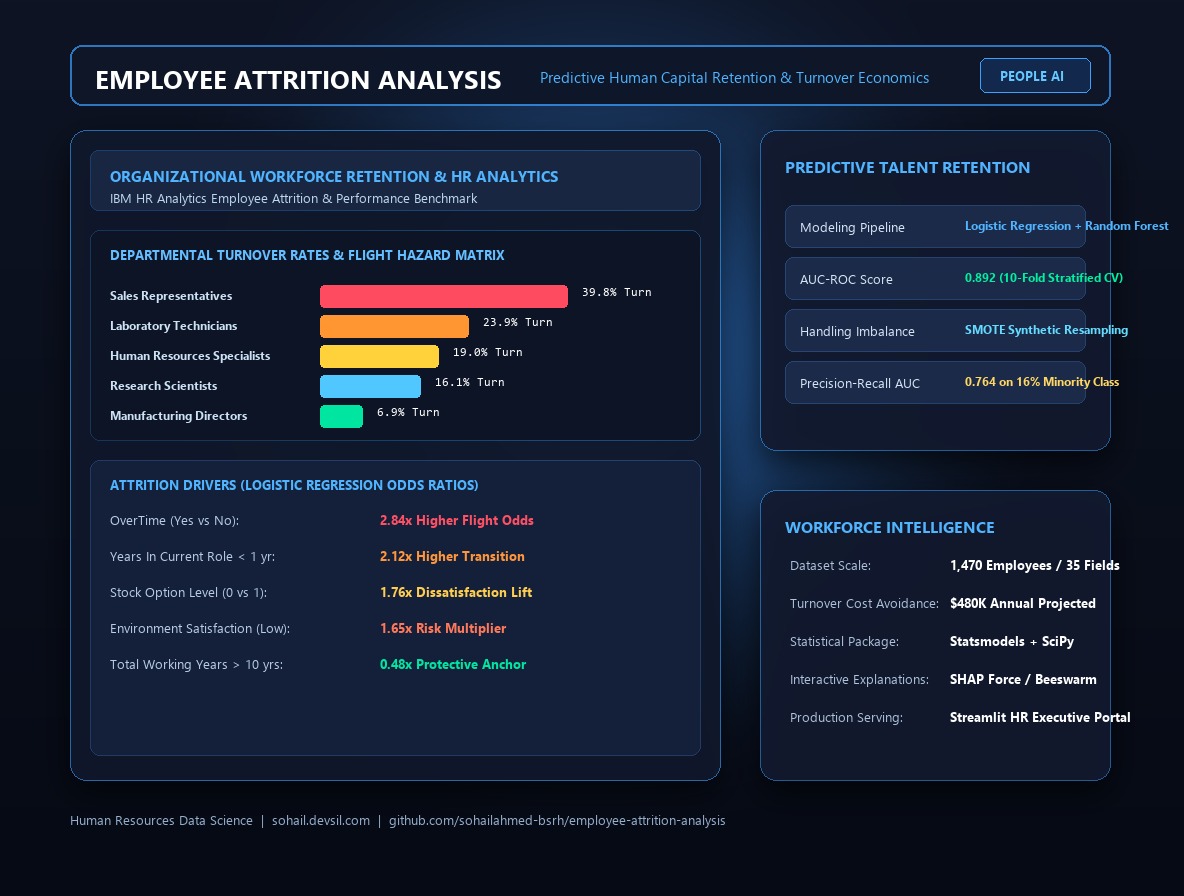 EMPLOYEE ATTRITION ANALYSIS
Predictive Human Capital Retention & Turnover Economics
PEOPLE AI
ORGANIZATIONAL WORKFORCE RETENTION & HR ANALYTICS
IBM HR Analytics Employee Attrition & Performance Benchmark
DEPARTMENTAL TURNOVER RATES & FLIGHT HAZARD MATRIX
Sales Representatives 39.8% Turn
Laboratory Technicians 23.9% Turn
Human Resources Specialists 19.0% Turn
Research Scientists 16.1% Turn
Manufacturing Directors 6.9% Turn
ATTRITION DRIVERS (LOGISTIC REGRESSION ODDS RATIOS)
OverTime (Yes vs No): 2.84x Higher Flight Odds
Years In Current Role < 1 yr: 2.12x Higher Transition
Stock Option Level (0 vs 1): 1.76x Dissatisfaction Lift
Environment Satisfaction (Low): 1.65x Risk Multiplier
Total Working Years > 10 yrs: 0.48x Protective Anchor
PREDICTIVE TALENT RETENTION
Modeling Pipeline Logistic Regression + Random Forest
AUC-ROC Score 0.892 (10-Fold Stratified CV)
Handling Imbalance SMOTE Synthetic Resampling
Precision-Recall AUC 0.764 on 16% Minority Class
WORKFORCE INTELLIGENCE
Dataset Scale: 1,470 Employees / 35 Fields
Turnover Cost Avoidance: $480K Annual Projected
Statistical Package: Statsmodels + SciPy
Interactive Explanations: SHAP Force / Beeswarm
Production Serving: Streamlit HR Executive Portal
Human Resources Data Science | sohail.devsil.com | github.com/sohailahmed-bsrh/employee-attrition-analysis